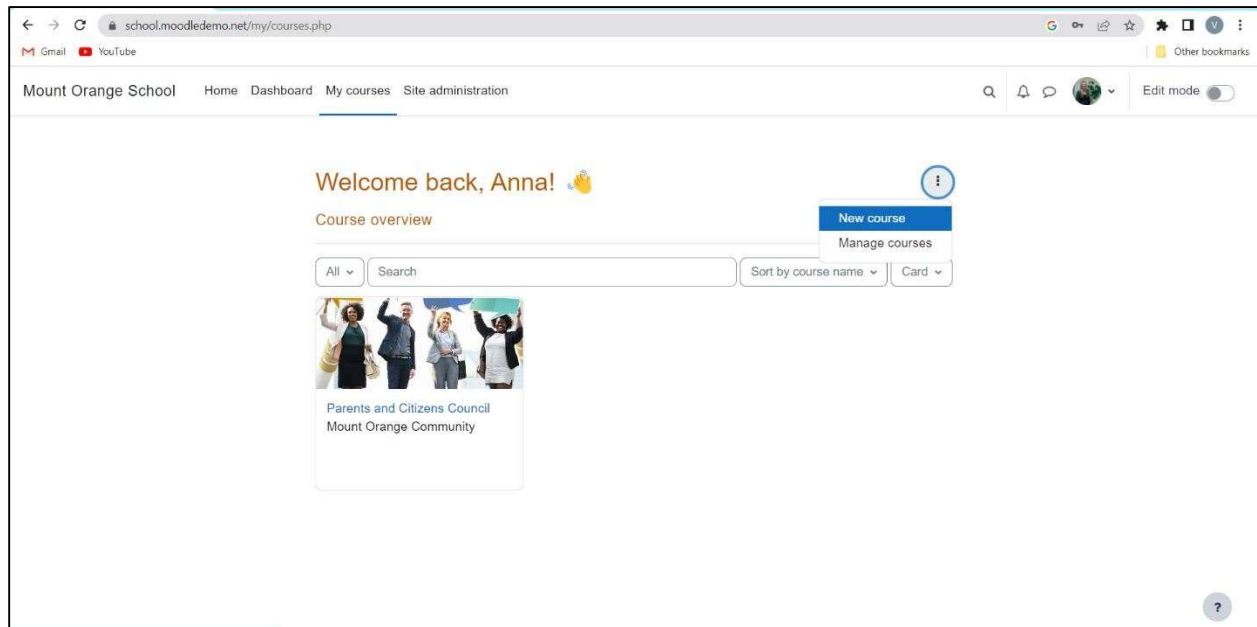 school.moodledemo.net/my/courses.php
Gmail YouTube Other bookmarks
Mount Orange School Home Dashboard My courses Site administration Edit mode
Welcome back, Anna! 👋
Course overview
New course
Manage courses
All Search Sort by course name Card
Parents and Citizens Council
Mount Orange Community
?